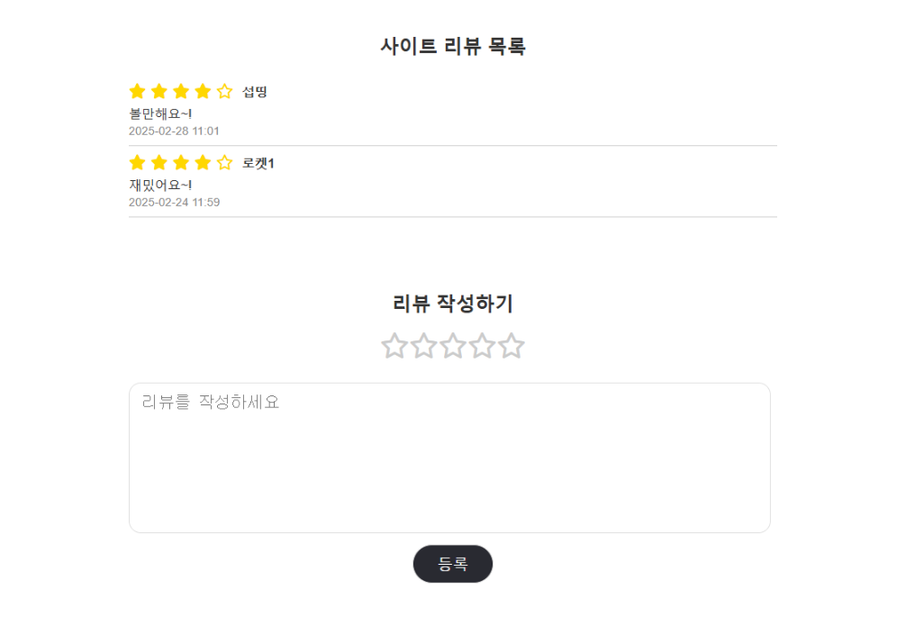 사이트 리뷰 목록
섭띵
볼만해요~!
2025-02-28 11:01
로켓1
재밌어요~!
2025-02-24 11:59
리뷰 작성하기
리뷰를 작성하세요
등록